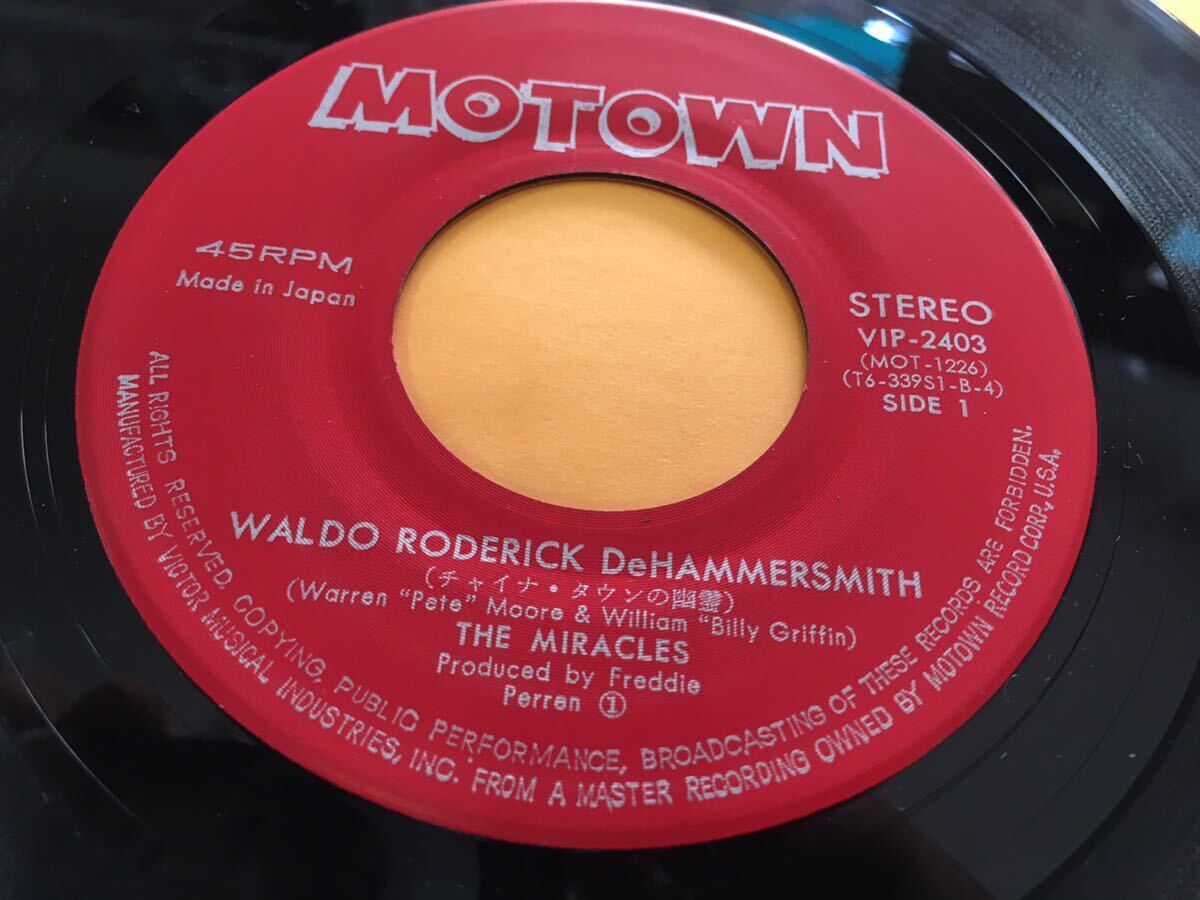 MOTOWN
45RPM
Made in Japan
STEREO
VIP-2403
(MOT-1226)
(T6-339S1-B-4)
SIDE 1
WALDO RODERICK DeHAMMERSMITH
(チャイナ・タウンの幽霊)
(Warren "Pete" Moore & William "Billy Griffin)
THE MIRACLES
Produced by Freddie
Perren ①
ALL RIGHTS RESERVED. COPYING, PUBLIC PERFORMANCE, BROADCASTING OF THESE RECORDS ARE FORBIDDEN.
MANUFACTURED BY VICTOR MUSICAL INDUSTRIES, INC. FROM A MASTER RECORDING OWNED BY MOTOWN RECORD CORP., U.S.A.